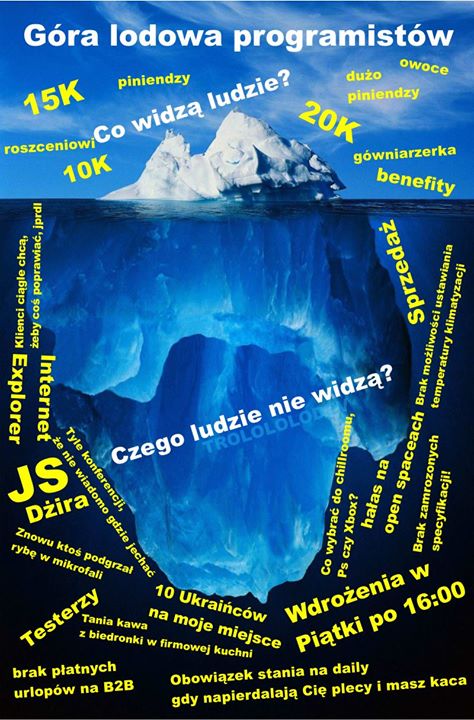 Góra lodowa programistów
15K
piniendzy
Co widzą ludzie?
dużo
piniendzy
owoce
20K
roszczeniowi
10K
gówniarzerka
benefity
Klienci ciągle chcą,
żeby coś poprawiać, jprdl
Internet
Explorer
Sprzedaż
Brak możliwości ustawiania
temperatury klimatyzacji
Czego ludzie nie widzą?
TROLOLOLOLO
JS
Dżira
Tyle konferencji,
że nie wiadomo gdzie jechać
Co wybrać do chillroomu,
Ps czy Xbox?
hałas na
open spaceach
Brak zamrożonych
specyfikacji!
Znowu ktoś podgrzał
rybę w mikrofali
Testerzy
Tania kawa
z biedronki w firmowej kuchni
10 Ukraińców
na moje miejsce
Wdrożenia w
Piątki po 16:00
brak płatnych
urlopów na B2B
Obowiązek stania na daily
gdy napierdalają Cię plecy i masz kaca